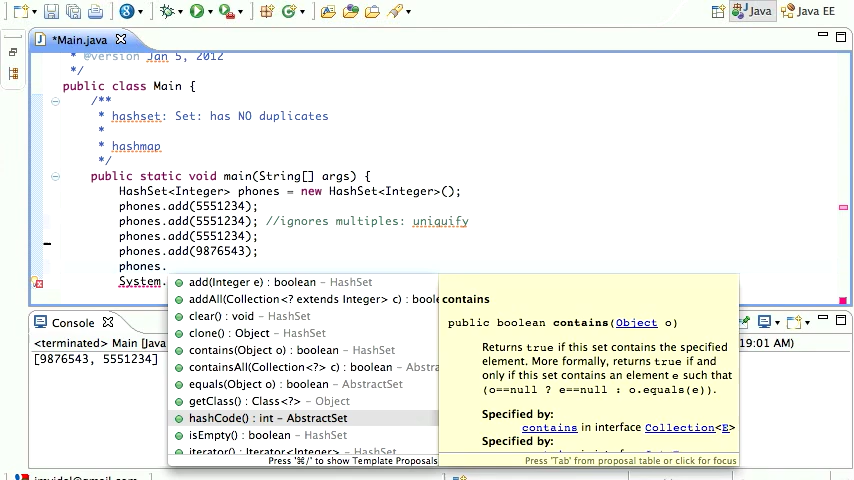 Java
Java EE
*Main.java
* @version Jan 5, 2012
*/
public class Main {
/**
* hashset: Set: has NO duplicates
*
* hashmap
*/
public static void main(String[] args) {
HashSet<Integer> phones = new HashSet<Integer>();
phones.add(5551234);
phones.add(5551234); //ignores multiples: uniquify
phones.add(5551234);
phones.add(9876543);
phones.
System.
add(Integer e) : boolean – HashSet
addAll(Collection<? extends Integer> c) : bole
clear() : void – HashSet
clone() : Object – HashSet
contains(Object o) : boolean – HashSet
containsAll(Collection<?> c) : boolean – Abstra
equals(Object o) : boolean – AbstractSet
getClass() : Class<?> – Object
hashCode() : int – AbstractSet
isEmpty() : boolean – HashSet
iterator() : Iterator<Integer> – HashSet
Press '⌘/' to show Template Proposals
contains
public boolean contains(Object o)
Returns true if this set contains the specified
element. More formally, returns true if and
only if this set contains an element e such that
(o==null ? e==null : o.equals(e)).
Specified by:
contains in interface Collection<E>
Specified by:
Press 'Tab' from proposal table or click for focus
Console
<terminated> Main [Java
:19:01 AM)
[9876543, 5551234]